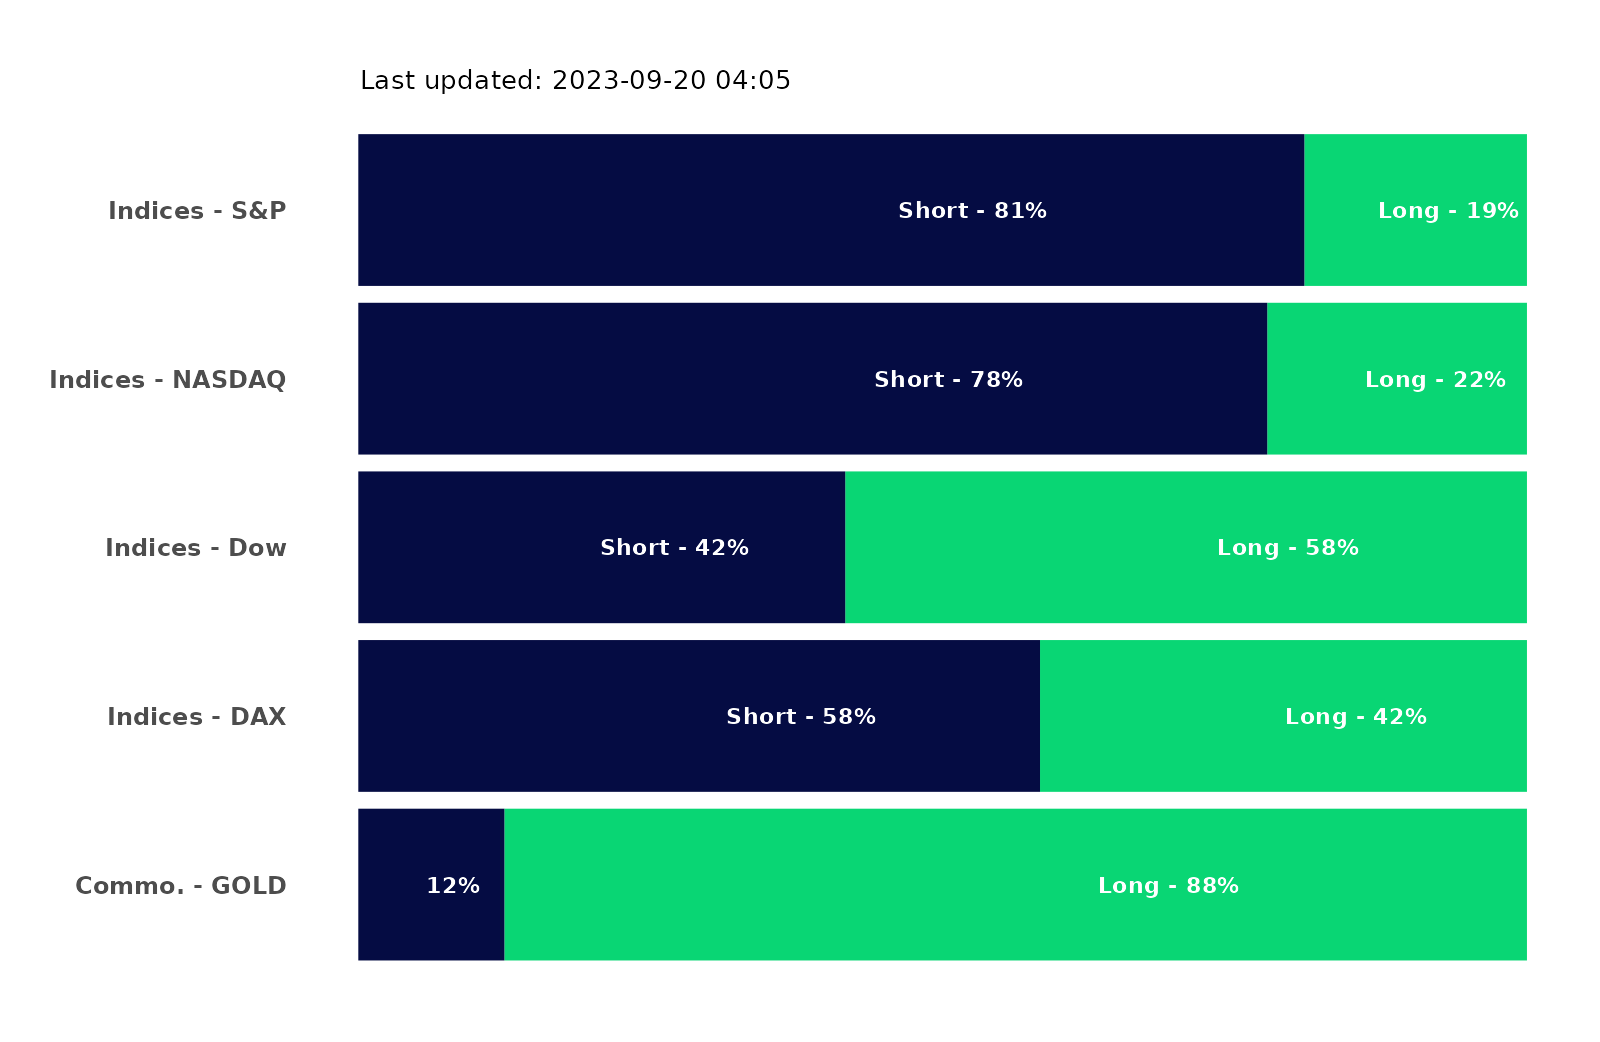 Last updated: 2023-09-20 04:05
Indices - S&P
Short - 81%
Long - 19%
Indices - NASDAQ
Short - 78%
Long - 22%
Indices - Dow
Short - 42%
Long - 58%
Indices - DAX
Short - 58%
Long - 42%
Commo. - GOLD
12%
Long - 88%